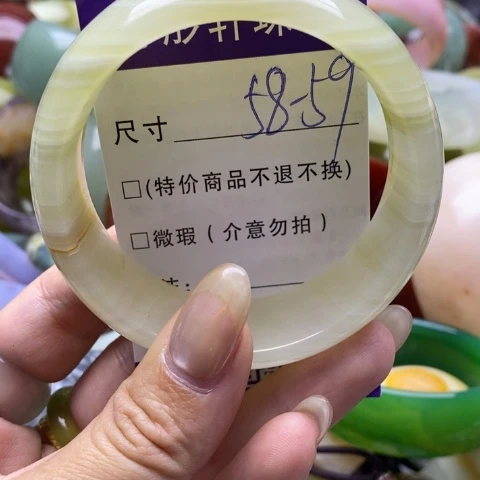 尺寸 58-59
□(特价商品不退不换)
□微瑕(介意勿拍)